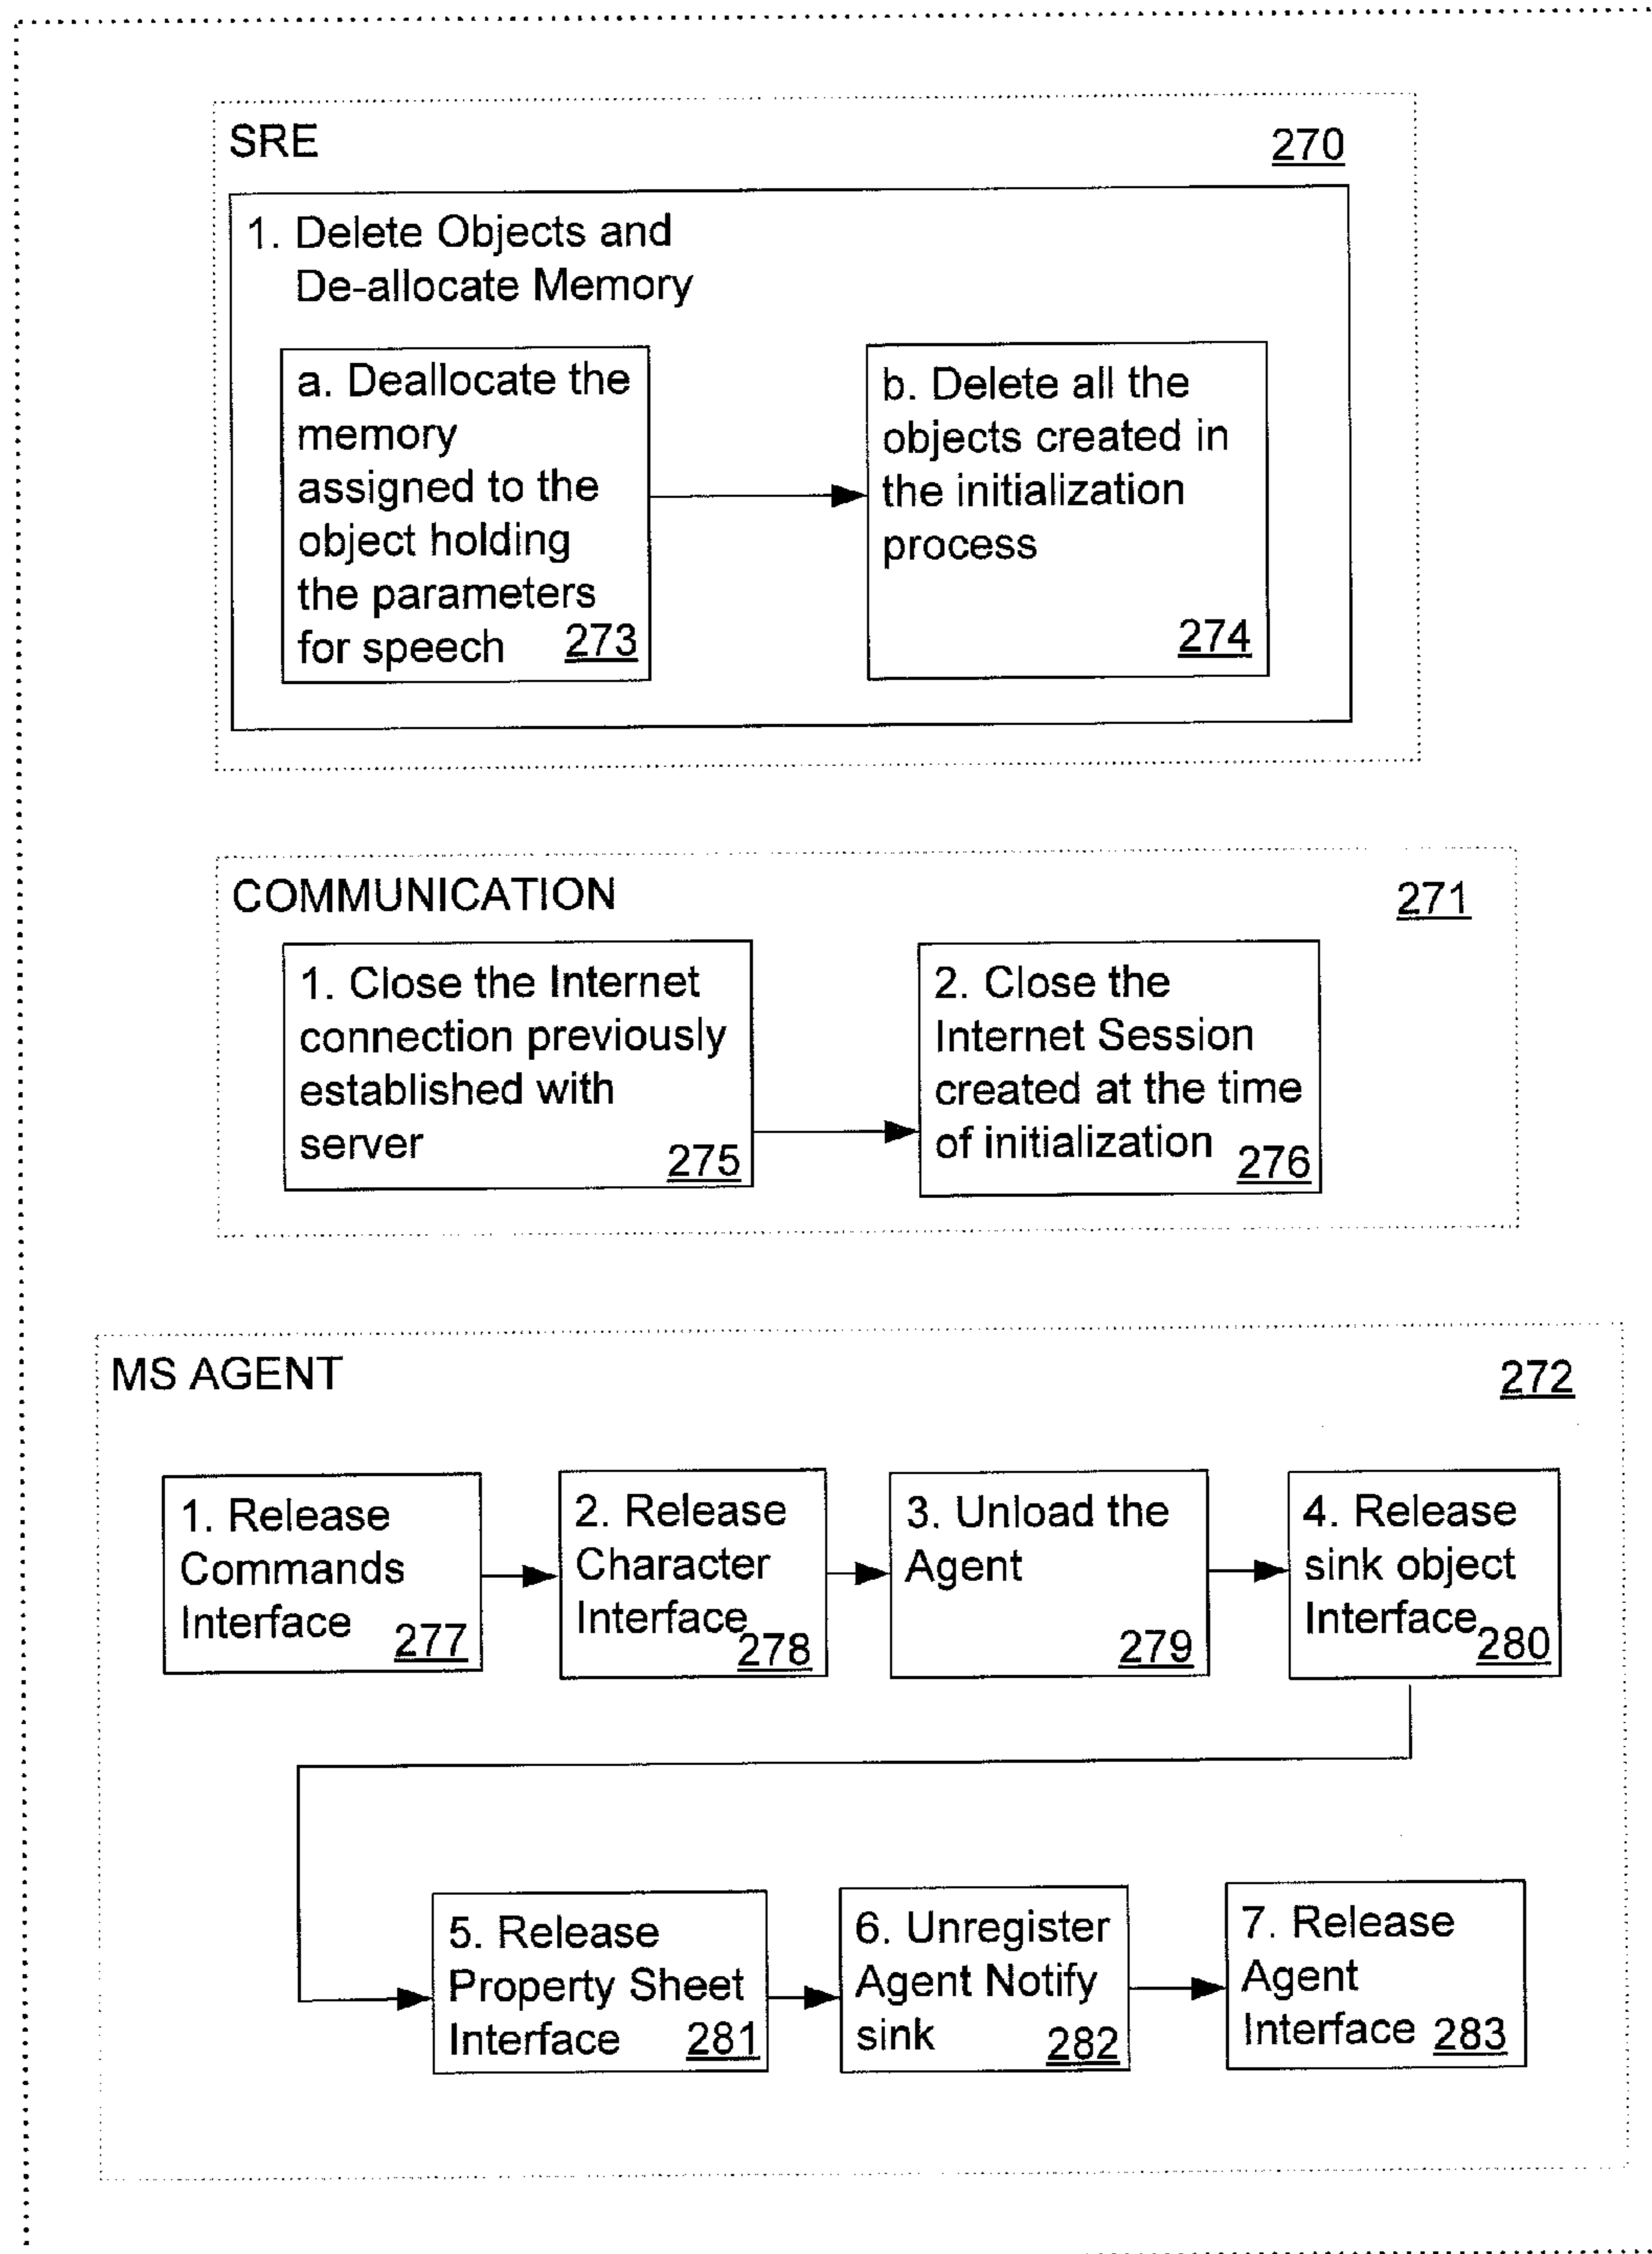 SRE
270
1. Delete Objects and
De-allocate Memory
a. Deallocate the
memory
assigned to the
object holding
the parameters
for speech 273
b. Delete all the
objects created in
the initialization
process
274
COMMUNICATION
271
1. Close the Internet
connection previously
established with
server 275
2. Close the
Internet Session
created at the time
of initialization 276
MS AGENT
272
1. Release
Commands
Interface 277
2. Release
Character
Interface 278
3. Unload the
Agent
279
4. Release
sink object
Interface 280
5. Release
Property Sheet
Interface 281
6. Unregister
Agent Notify
sink 282
7. Release
Agent
Interface 283